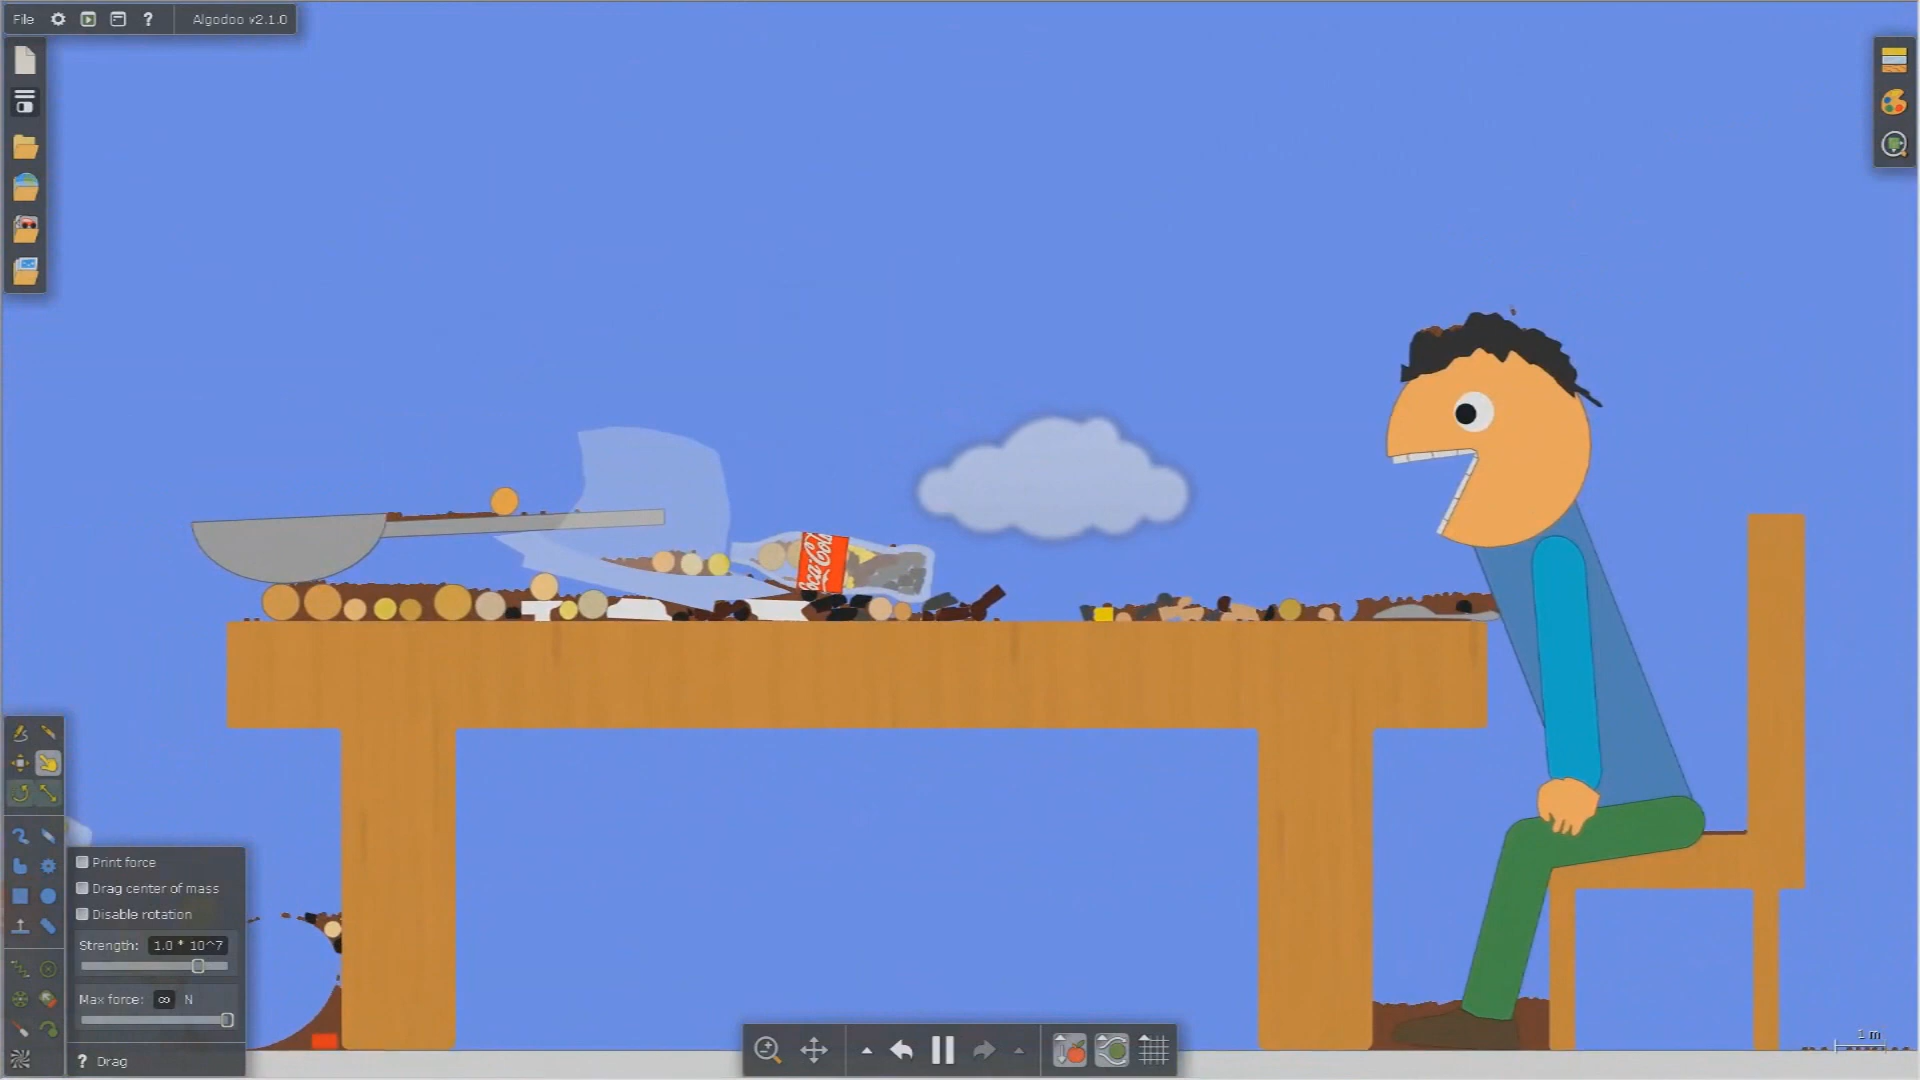 File ? Algodoo v2.1.0
Coca-Cola
Print force
Drag center of mass
Disable rotation
Strength: 1.0 * 10^7
Max force: ∞ N
? Drag
1 m